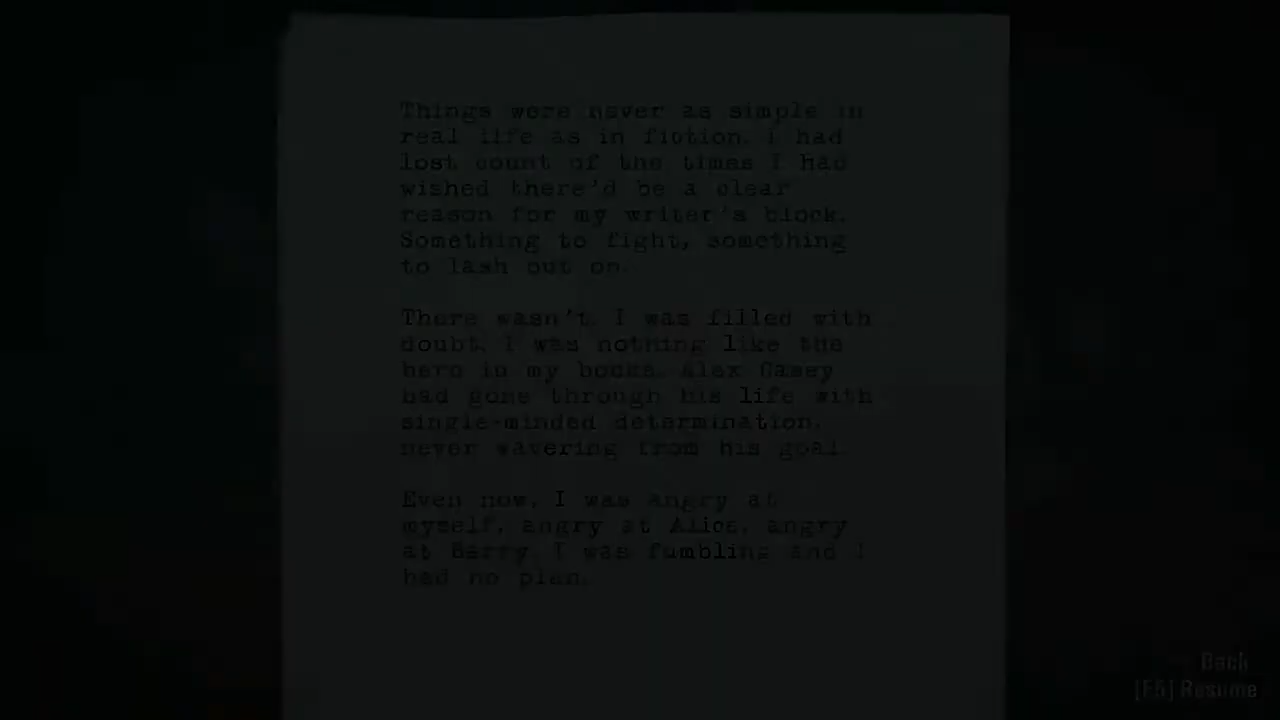 Things were never as simple in
real life as in fiction. I had
lost count of the times I had
wished there'd be a clear
reason for my writer's block.
Something to fight, something
to lash out on.
There wasn't. I was filled with
doubt. I was nothing like the
hero in my books. Alex Casey
had gone through his life with
single-minded determination,
never wavering from his goal.
Even now, I was angry at
myself, angry at Alice, angry
at Barry. I was fumbling and I
had no plan.
Back
[F5] Resume